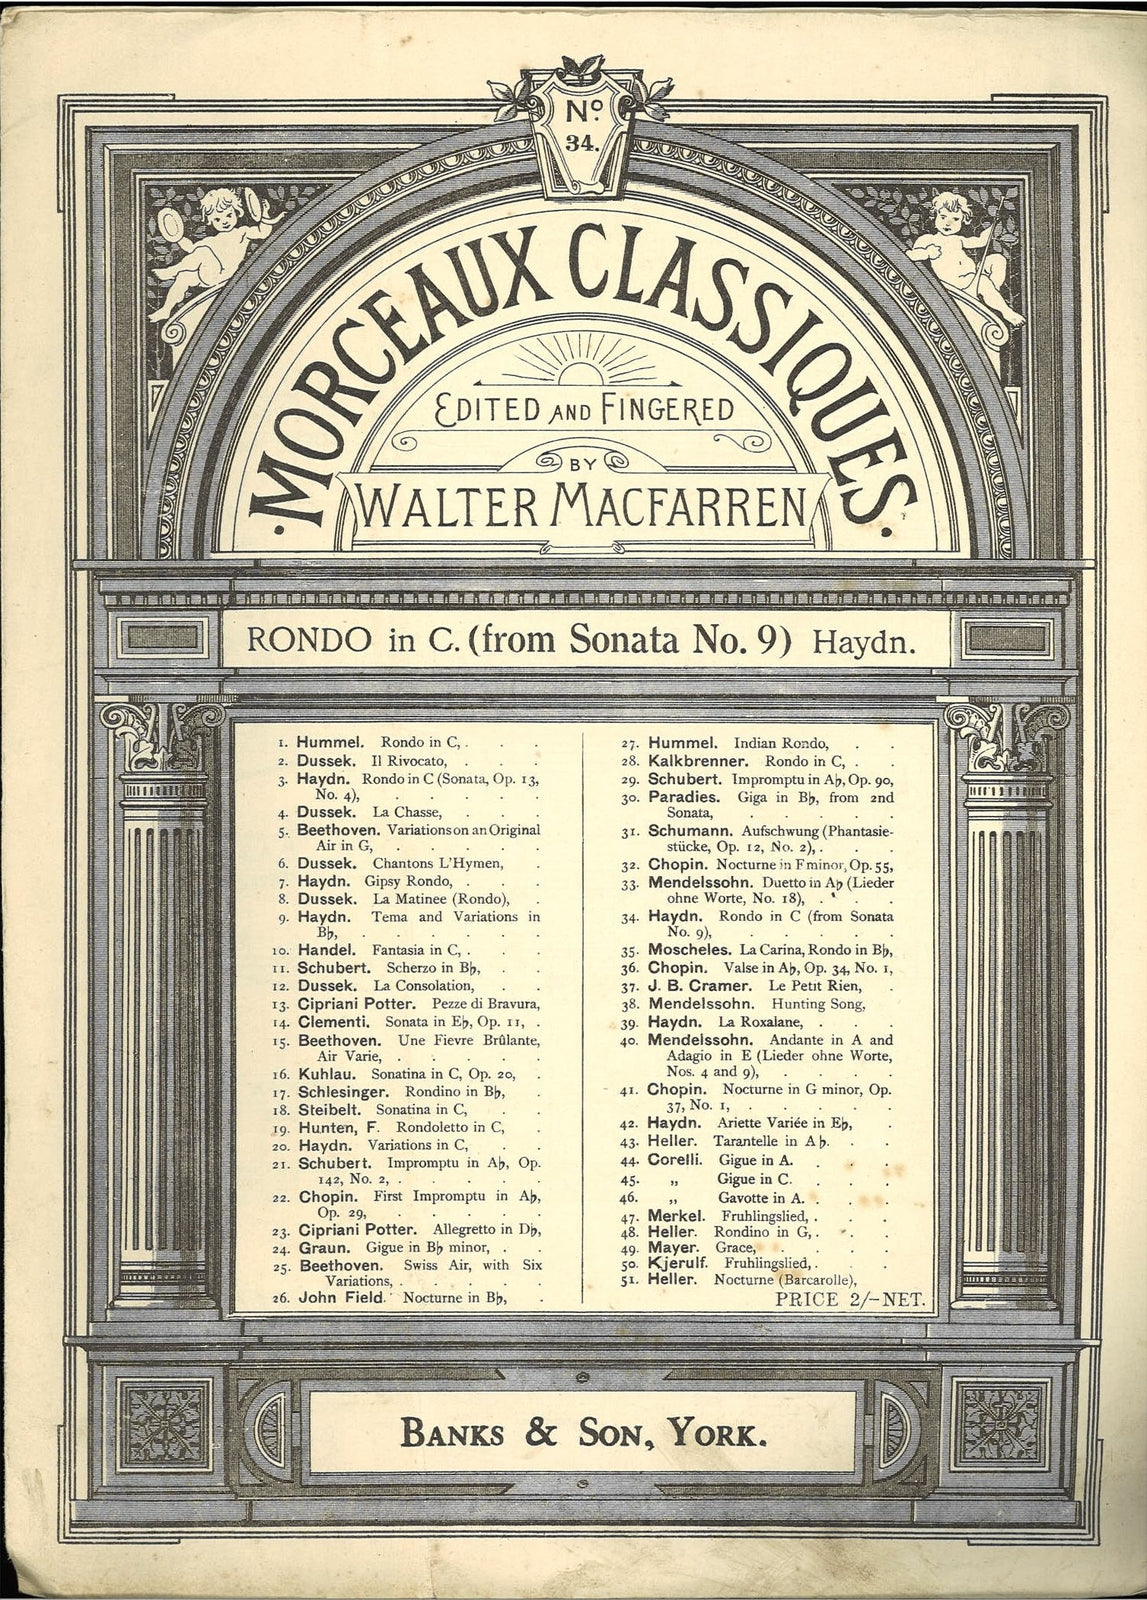 No.
34.
MORCEAUX CLASSIQUES.
EDITED AND FINGERED
BY
WALTER MACFARREN
RONDO in C. (from Sonata No. 9) Haydn.
1. Hummel. Rondo in C, . . .
2. Dussek. Il Rivocato, . . .
3. Haydn. Rondo in C (Sonata, Op. 13,
No. 4), . . . . .
4. Dussek. La Chasse, . . .
5. Beethoven. Variations on an Original
Air in G, . . . . .
6. Dussek. Chantons L'Hymen, .
7. Haydn. Gipsy Rondo, . . .
8. Dussek. La Matinee (Rondo), .
9. Haydn. Tema and Variations in
B♭, . . . . . .
10. Handel. Fantasia in C, . . .
11. Schubert. Scherzo in B♭, . .
12. Dussek. La Consolation, . .
13. Cipriani Potter. Pezze di Bravura,
14. Clementi. Sonata in E♭, Op. 11, .
15. Beethoven. Une Fievre Brûlante,
Air Varie, . . . . .
16. Kuhlau. Sonatina in C, Op. 20, .
17. Schlesinger. Rondino in B♭, .
18. Steibelt. Sonatina in C, . .
19. Hunten, F. Rondoletto in C, .
20. Haydn. Variations in C, . .
21. Schubert. Impromptu in A♭, Op.
142, No. 2, . . . . .
22. Chopin. First Impromptu in A♭,
Op. 29, . . . . .
23. Cipriani Potter. Allegretto in D♭,
24. Graun. Gigue in B♭ minor, . .
25. Beethoven. Swiss Air, with Six
Variations, . . . . .
26. John Field. Nocturne in B♭, .
27. Hummel. Indian Rondo, . .
28. Kalkbrenner. Rondo in C, . .
29. Schubert. Impromptu in A♭, Op. 90,
30. Paradies. Giga in B♭, from 2nd
Sonata, . . . . .
31. Schumann. Aufschwung (Phantasie-
stücke, Op. 12, No. 2), . . .
32. Chopin. Nocturne in F minor, Op. 55,
33. Mendelssohn. Duetto in A♭ (Lieder
ohne Worte, No. 18), . . . .
34. Haydn. Rondo in C (from Sonata
No. 9), . . . . .
35. Moscheles. La Carina, Rondo in B♭,
36. Chopin. Valse in A♭, Op. 34, No. 1,
37. J. B. Cramer. Le Petit Rien, .
38. Mendelssohn. Hunting Song,
39. Haydn. La Roxalane, . . .
40. Mendelssohn. Andante in A and
Adagio in E (Lieder ohne Worte,
Nos. 4 and 9), . . . .
41. Chopin. Nocturne in G minor, Op.
37, No. 1, . . . . .
42. Haydn. Ariette Variée in E♭, .
43. Heller. Tarantelle in A♭. . .
44. Corelli. Gigue in A. . . .
45. „ Gigue in C. . . .
46. „ Gavotte in A. . . .
47. Merkel. Fruhlingslied, . . .
48. Heller. Rondino in G, . . .
49. Mayer. Grace, . . . .
50. Kjerulf. Fruhlingslied, . . .
51. Heller. Nocturne (Barcarolle),
PRICE 2/-NET.
BANKS & SON, YORK.